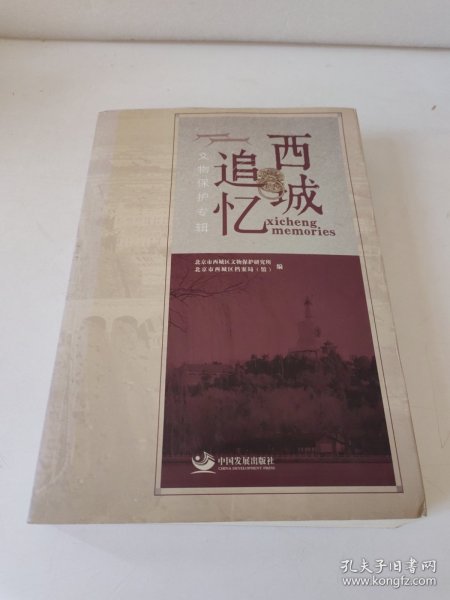 西城
追忆
xicheng
memories
文物保护专辑
北京市西城区文物保护研究所
北京市西城区档案局（馆）
编
中国发展出版社
CHINA DEVELOPMENT PRESS
孔夫子旧书网
www.kongfz.com